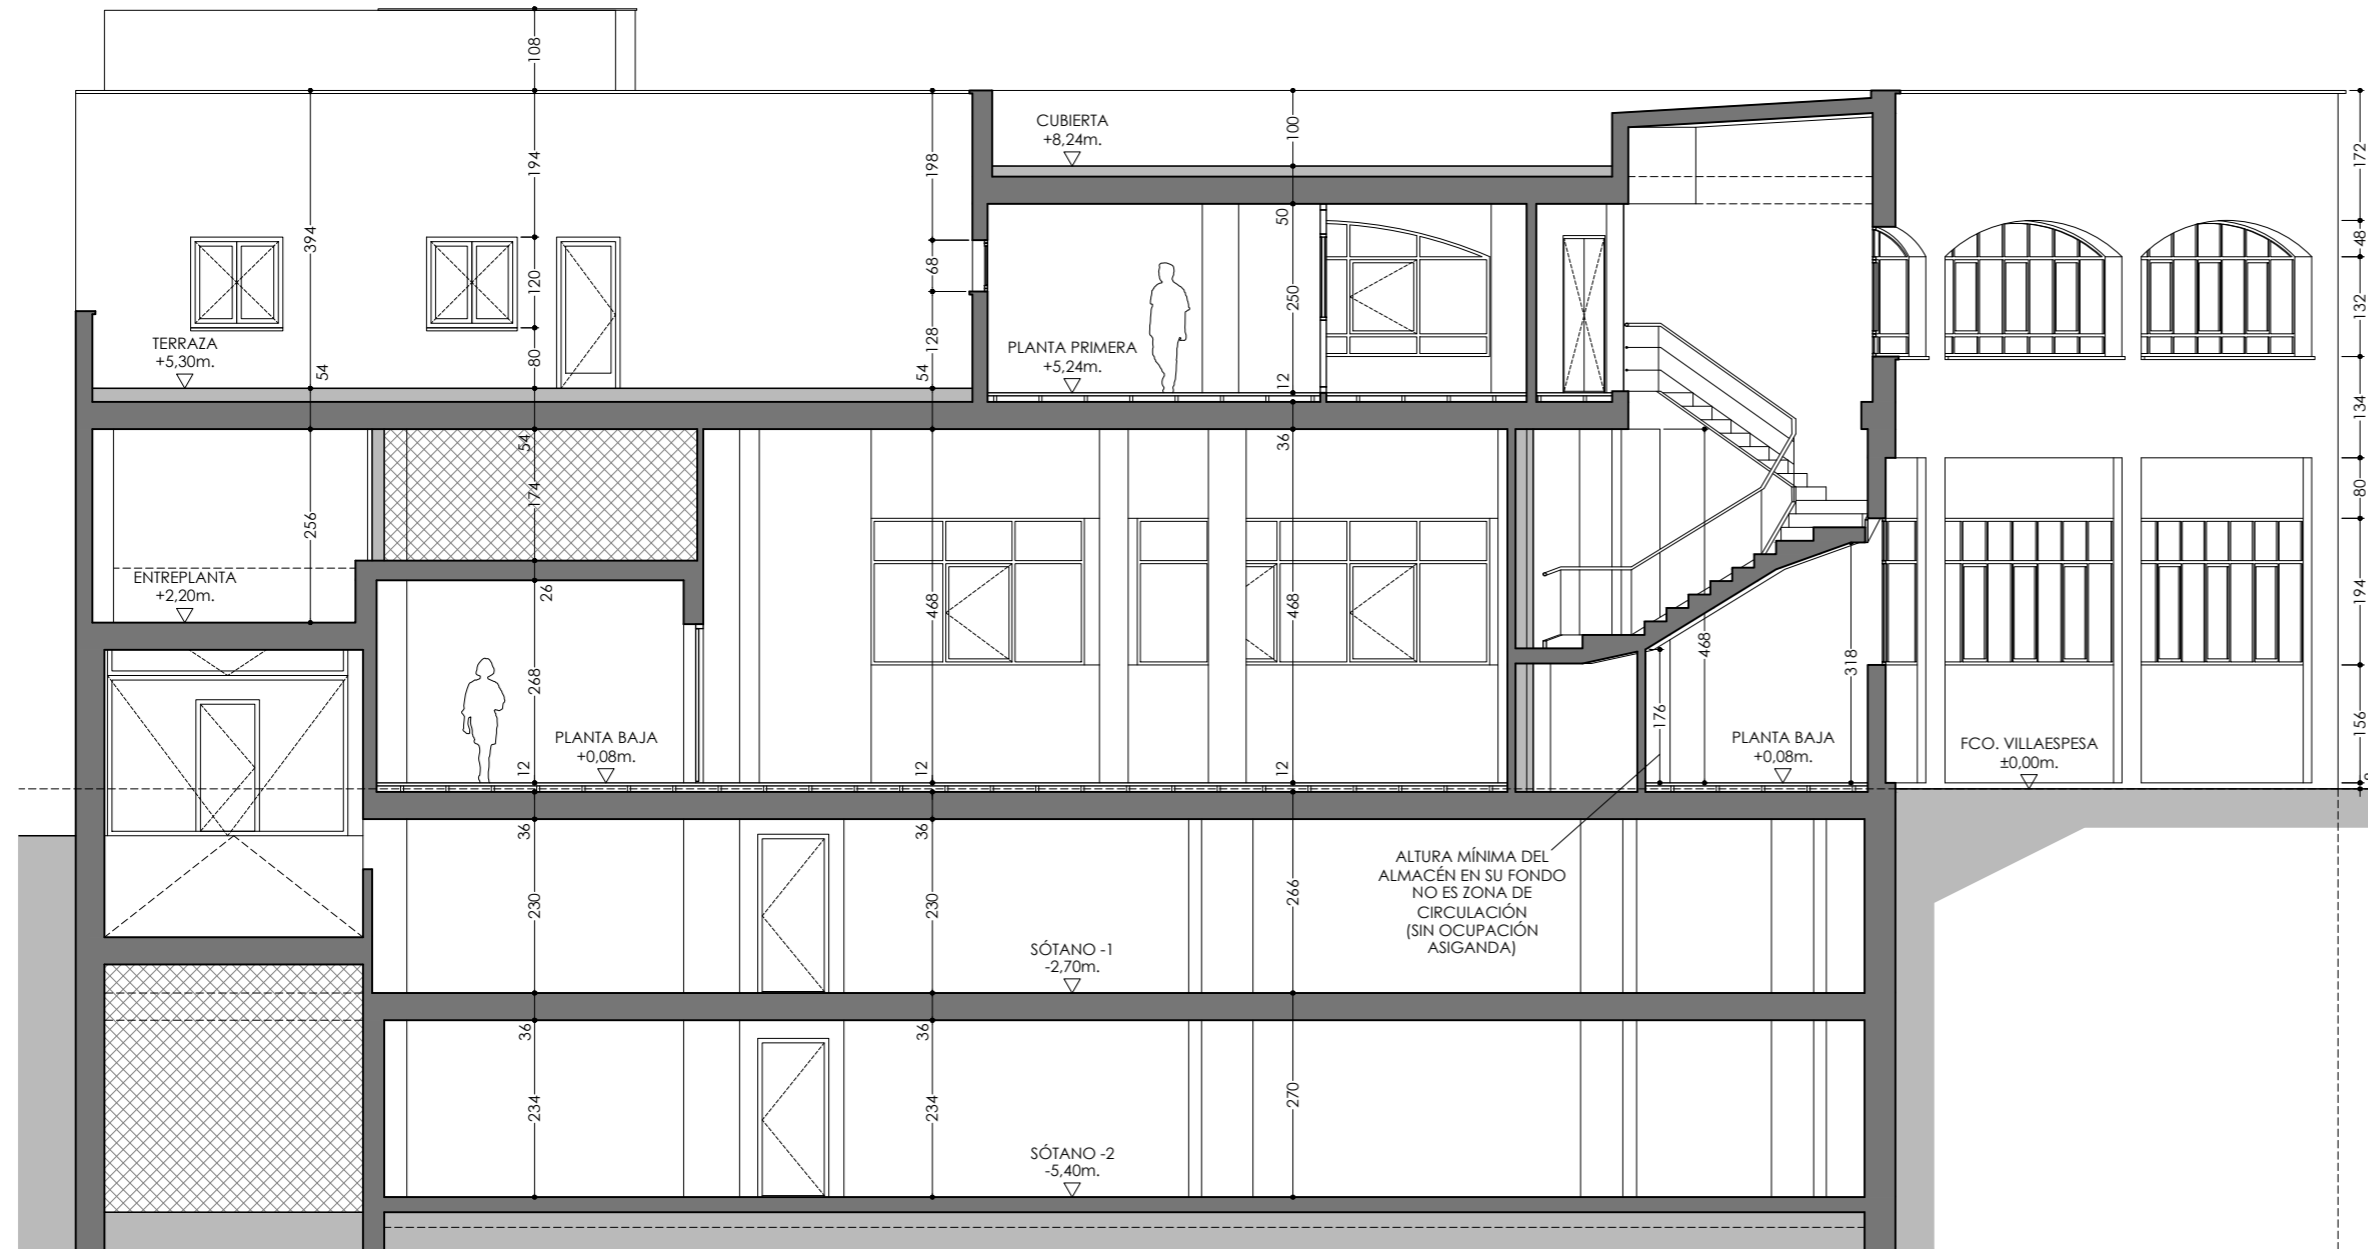 108
194
120
80
394
54
198
68
128
54
CUBIERTA
+8,24m.
100
50
250
12
172
48
132
134
80
194
156
8
TERRAZA
+5,30m.
PLANTA PRIMERA
+5,24m.
54
174
26
268
12
256
36
468
468
12
12
ENTREPLANTA
+2,20m.
468
318
176
PLANTA BAJA
+0,08m.
PLANTA BAJA
+0,08m.
FCO. VILLAESPESA
±0,00m.
36
230
36
230
266
ALTURA MÍNIMA DEL
ALMACÉN EN SU FONDO
NO ES ZONA DE
CIRCULACIÓN
(SIN OCUPACIÓN
ASIGANDA)
SÓTANO -1
-2,70m.
36
234
36
234
270
SÓTANO -2
-5,40m.